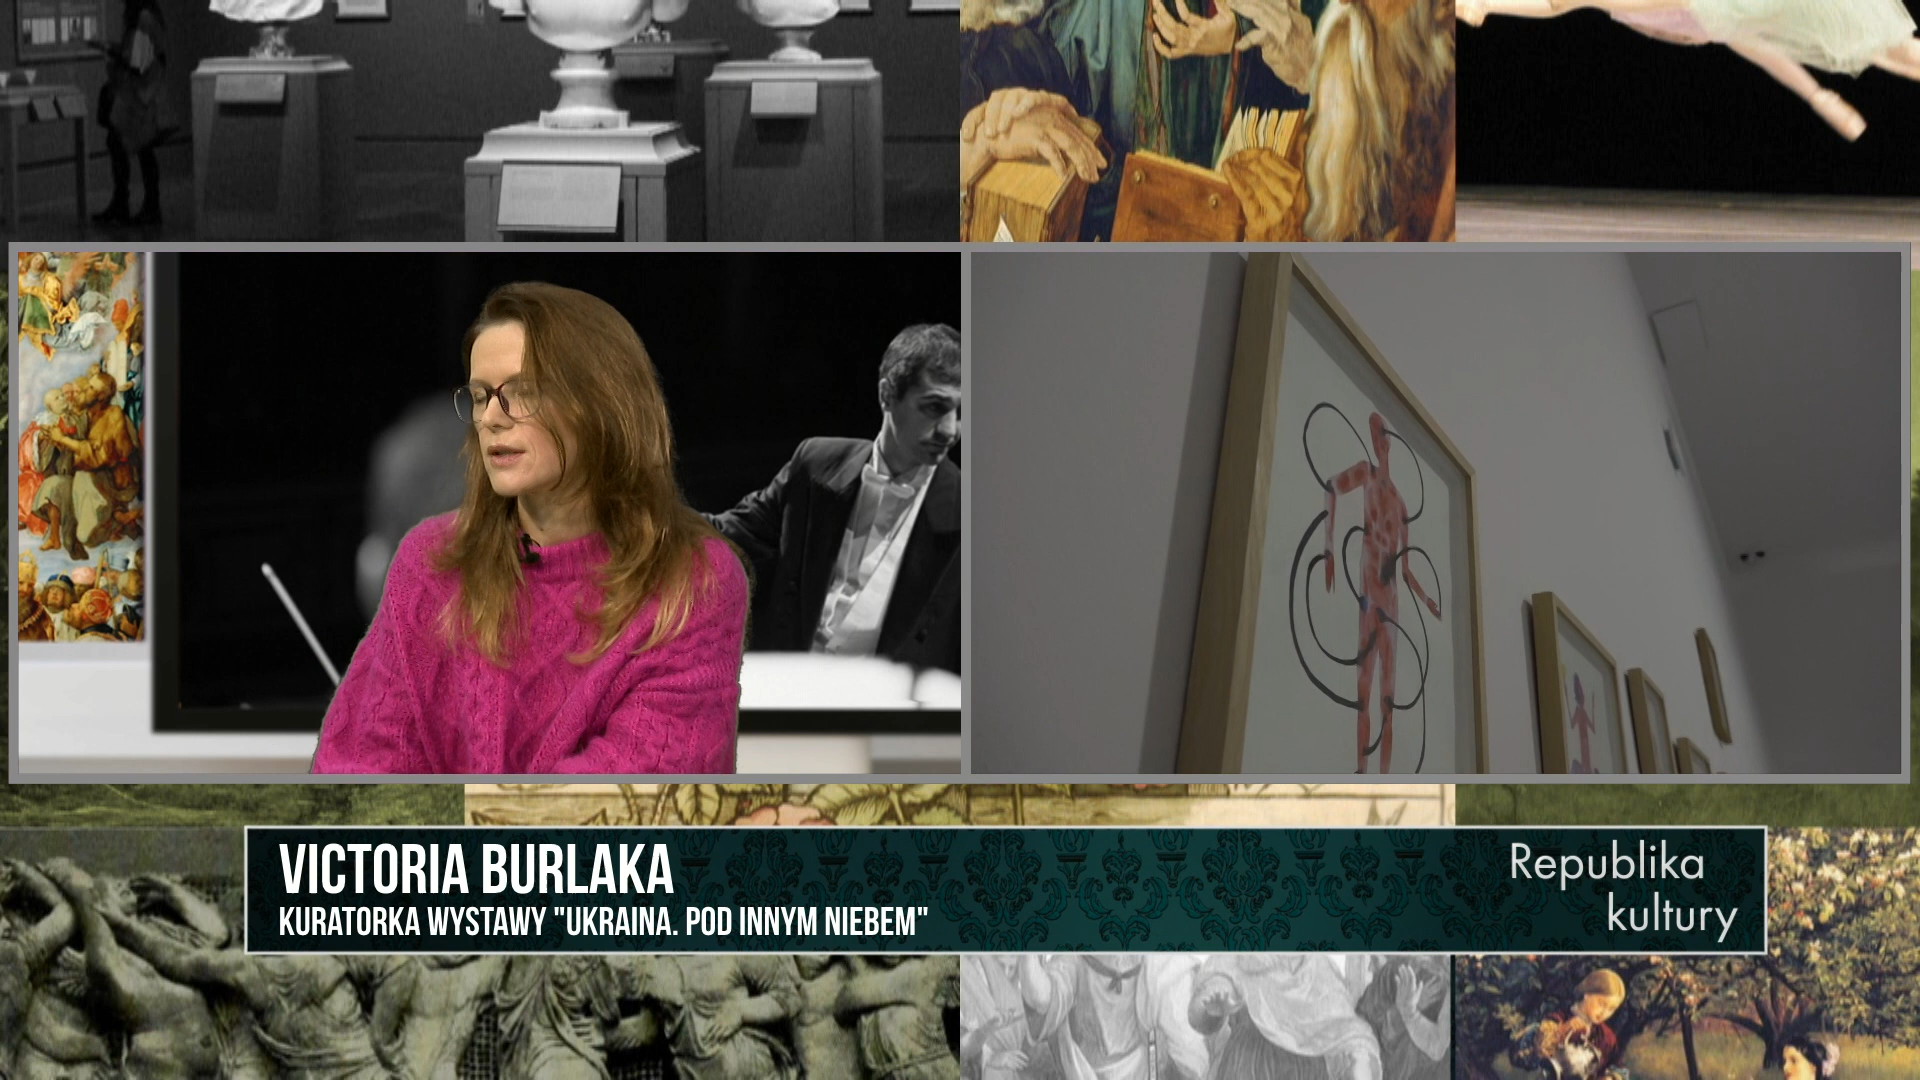 VICTORIA BURLAKA
KURATORKA WYSTAWY "UKRAINA. POD INNYM NIEBEM"
Republika
kultury